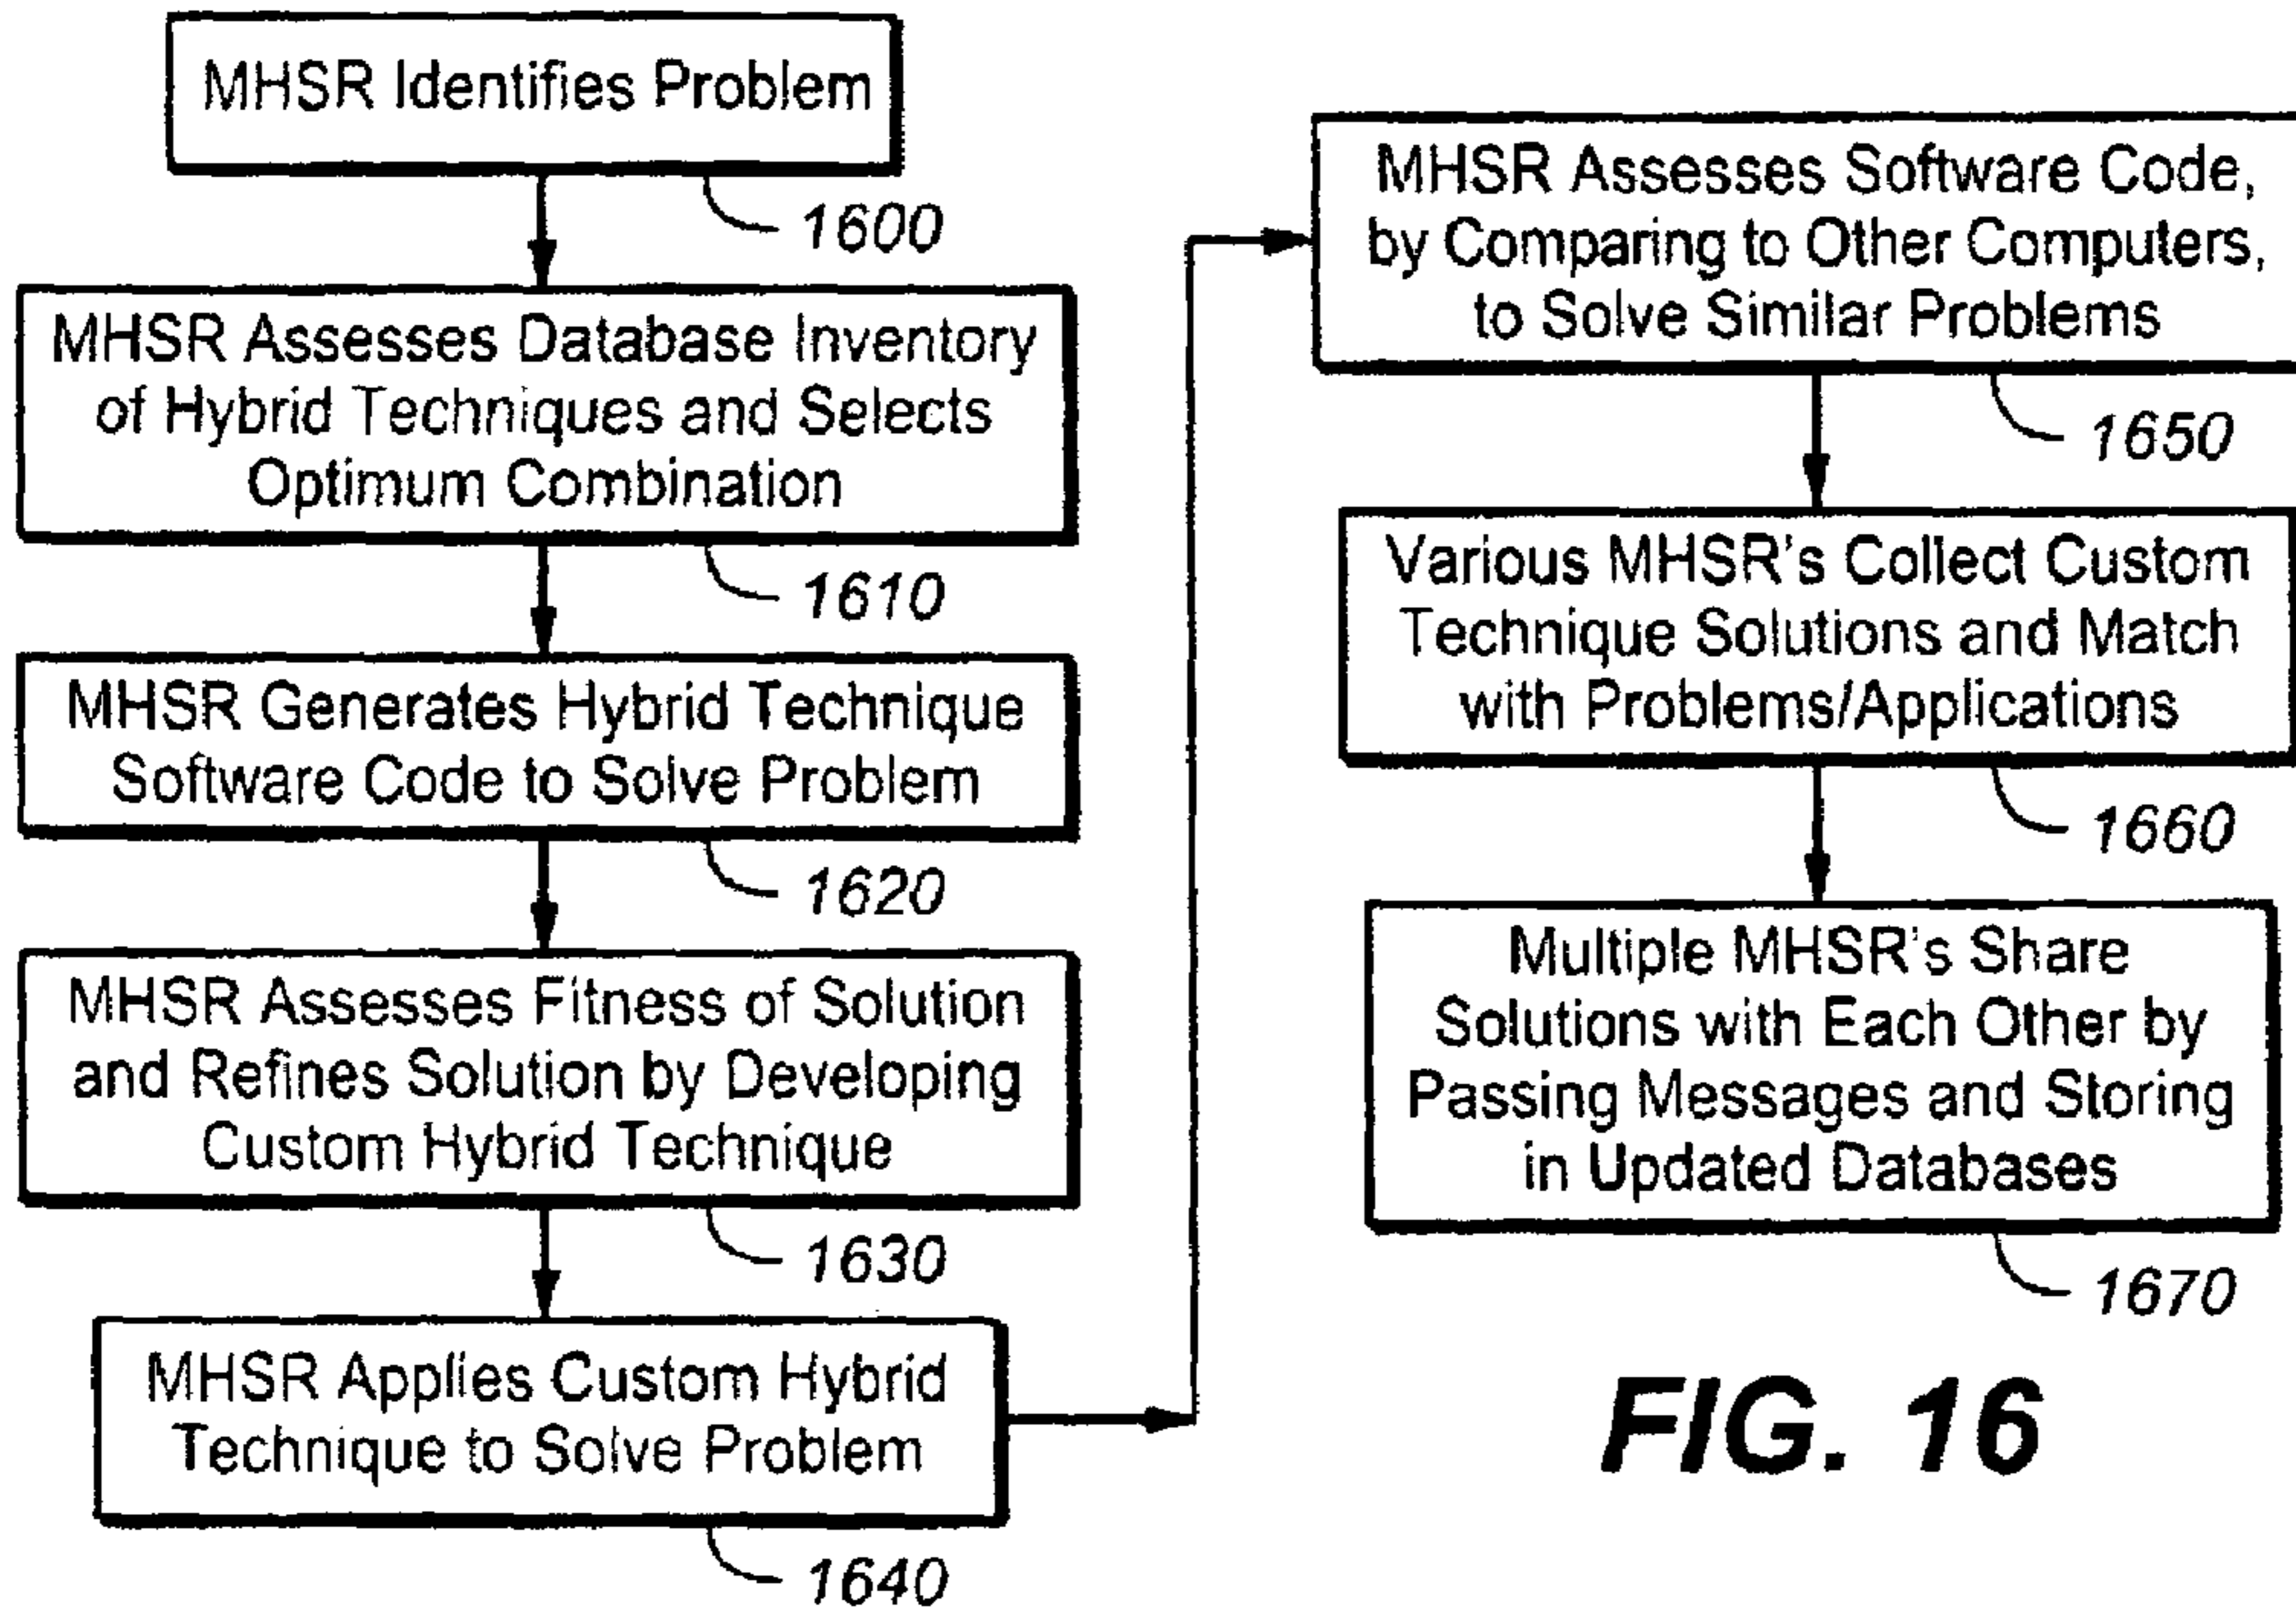 MHSR Identifies Problem
1600
MHSR Assesses Database Inventory
of Hybrid Techniques and Selects
Optimum Combination
1610
MHSR Generates Hybrid Technique
Software Code to Solve Problem
1620
MHSR Assesses Fitness of Solution
and Refines Solution by Developing
Custom Hybrid Technique
1630
MHSR Applies Custom Hybrid
Technique to Solve Problem
1640
MHSR Assesses Software Code,
by Comparing to Other Computers,
to Solve Similar Problems
1650
Various MHSR's Collect Custom
Technique Solutions and Match
with Problems/Applications
1660
Multiple MHSR's Share
Solutions with Each Other by
Passing Messages and Storing
in Updated Databases
1670
FIG. 16